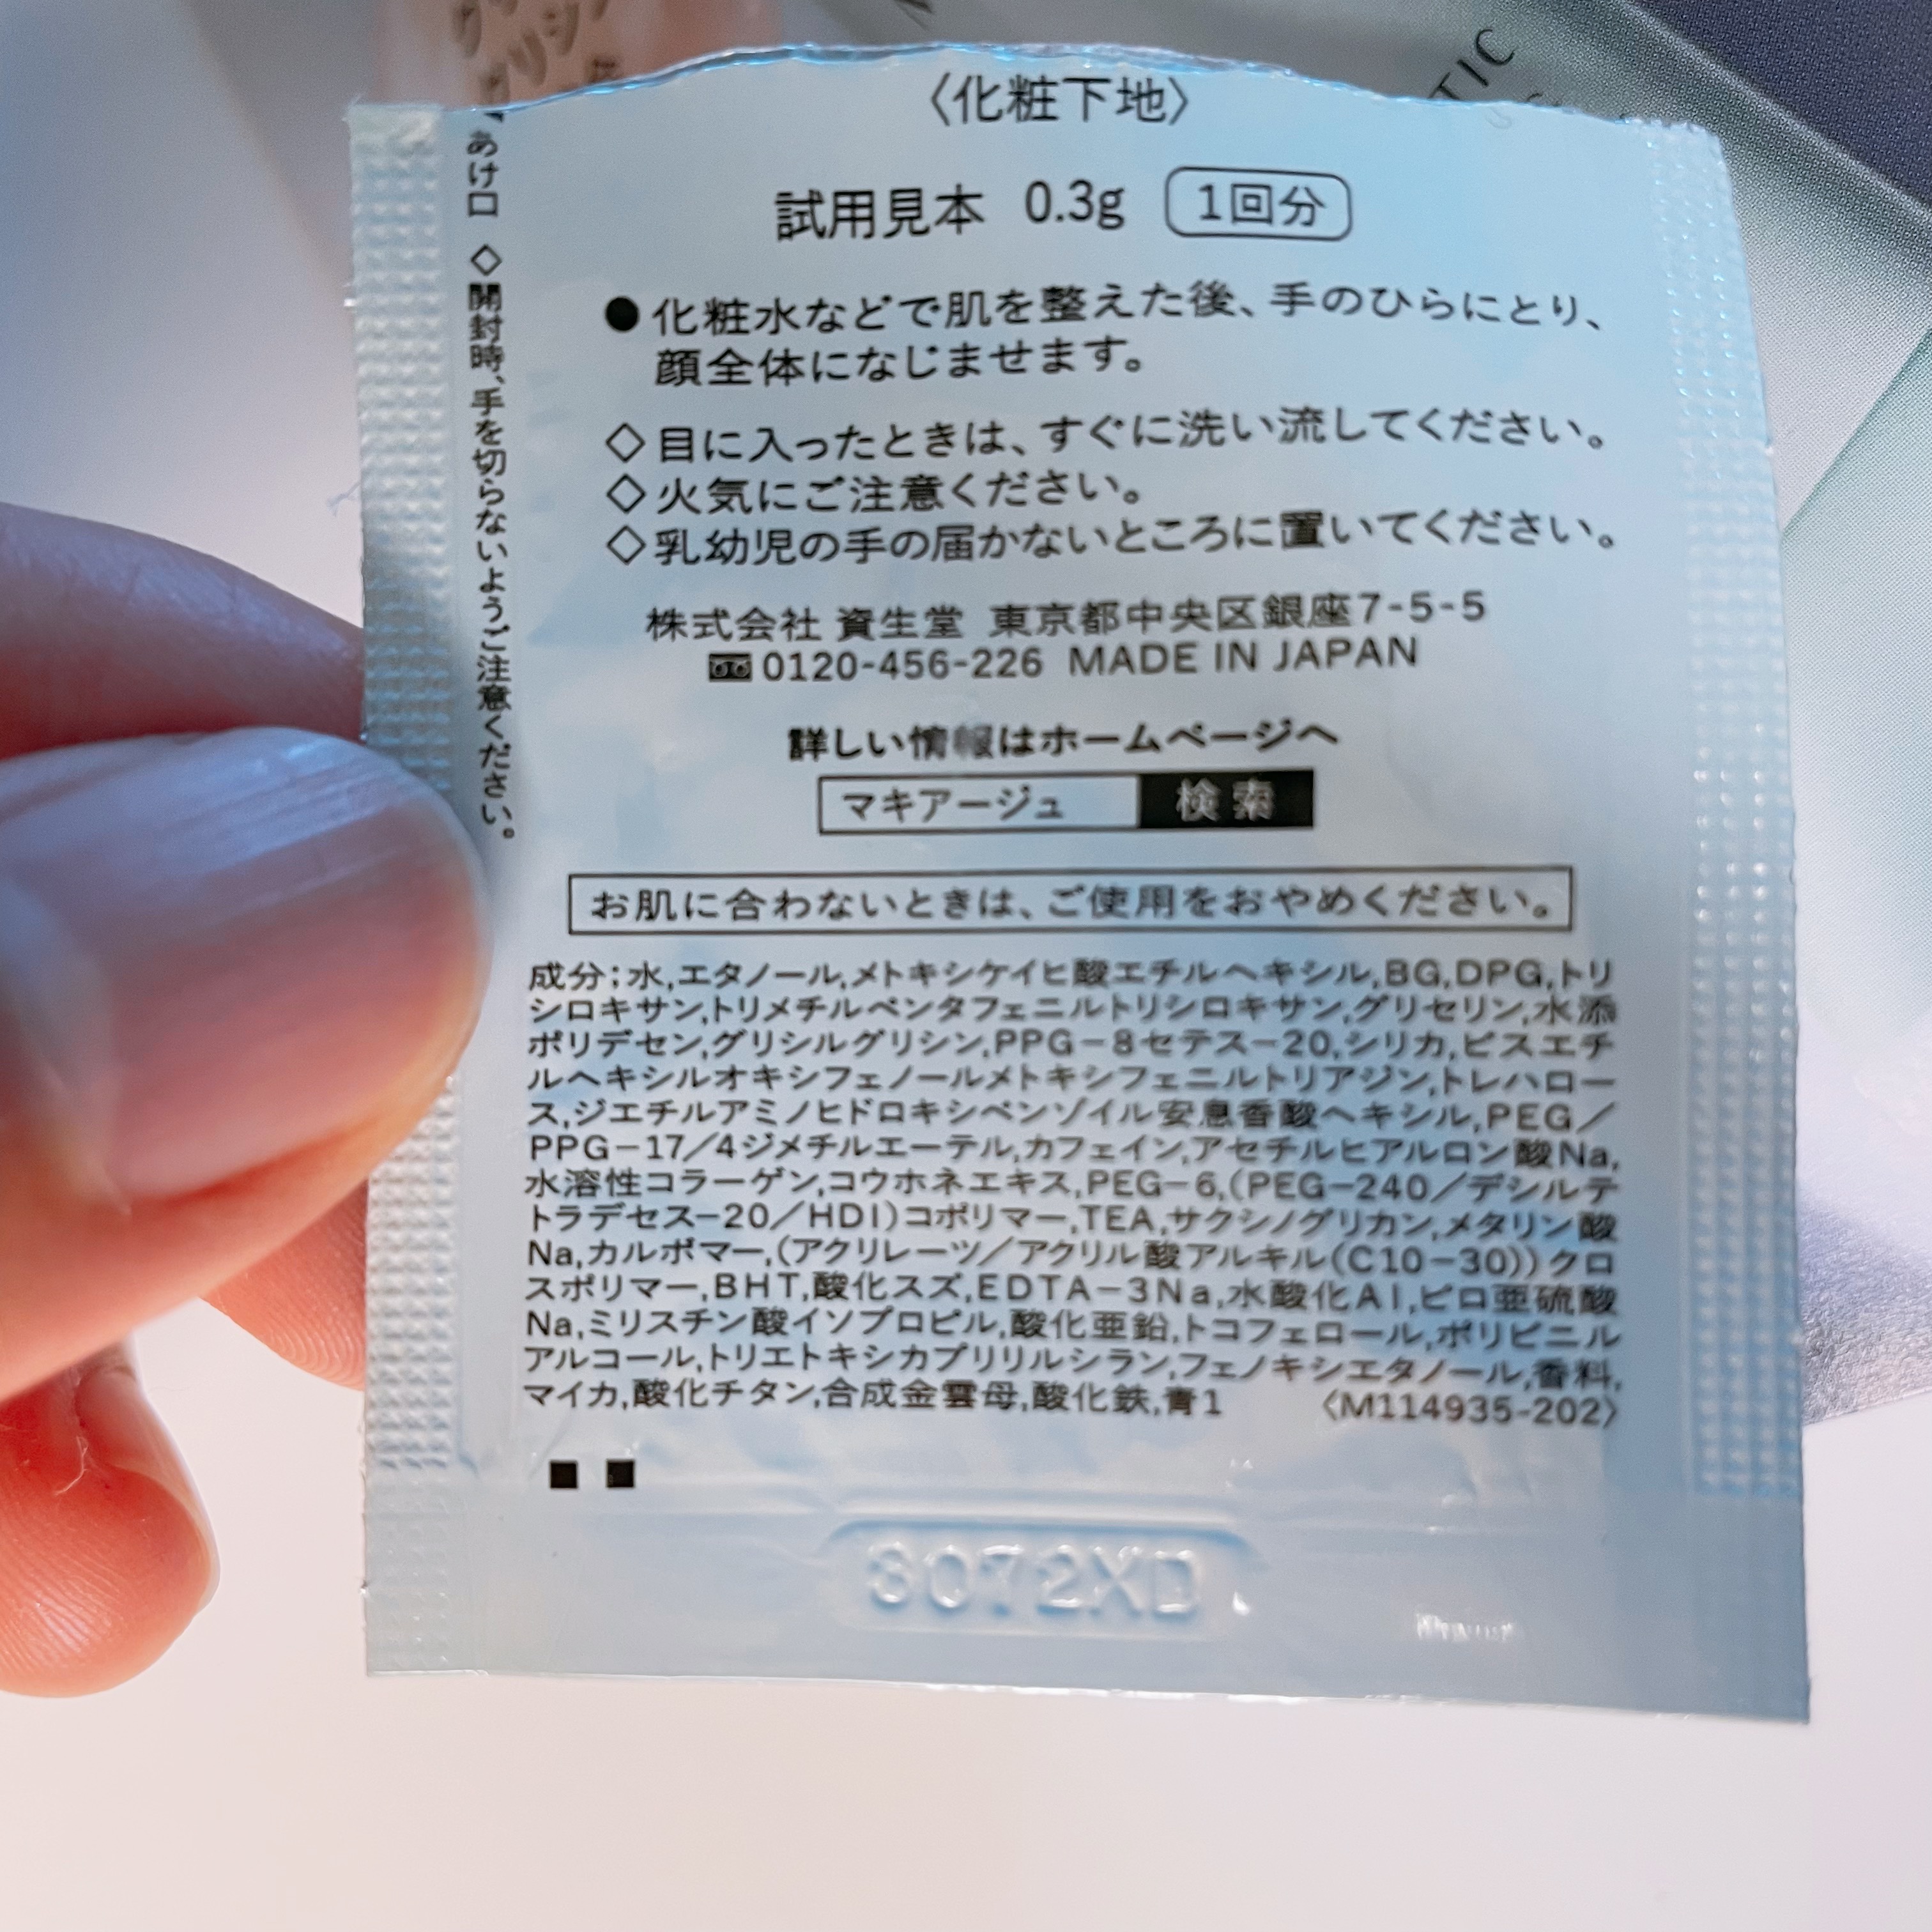 〈化粧下地〉
試用見本 0.3g 1回分
●化粧水などで肌を整えた後、手のひらにとり、
顔全体になじませます。
◇目に入ったときは、すぐに洗い流してください。
◇火気にご注意ください。
◇乳幼児の手の届かないところに置いてください。
株式会社 資生堂 東京都中央区銀座7-5-5
0120-456-226 MADE IN JAPAN
詳しい情報はホームページへ
マキアージュ 検索
お肌に合わないときは、ご使用をおやめください。
成分;水,エタノール,メトキシケイヒ酸エチルヘキシル,BG,DPG,トリ
シロキサン,トリメチルペンタフェニルトリシロキサン,グリセリン,水添
ポリデセン,グリシルグリシン,PPG-8セテス-20,シリカ,ビスエチ
ルヘキシルオキシフェノールメトキシフェニルトリアジン,トレハロー
ス,ジエチルアミノヒドロキシベンゾイル安息香酸ヘキシル,PEG/
PPG-17/4ジメチルエーテル,カフェイン,アセチルヒアルロン酸Na,
水溶性コラーゲン,コウホネエキス,PEG-6,(PEG-240/デシルテ
トラデセス-20/HDI)コポリマー,TEA,サクシノグリカン,メタリン酸
Na,カルボマー,(アクリレーツ/アクリル酸アルキル(C10-30))クロ
スポリマー,BHT,酸化スズ,EDTA-3Na,水酸化Al,ピロ亜硫酸
Na,ミリスチン酸イソプロピル,酸化亜鉛,トコフェロール,ポリビニル
アルコール,トリエトキシカプリリルシラン,フェノキシエタノール,香料,
マイカ,酸化チタン,合成金雲母,酸化鉄,青1 〈M114935-202〉
3072XD
あけ口 ◇開封時、手を切らないようご注意ください。
TIC